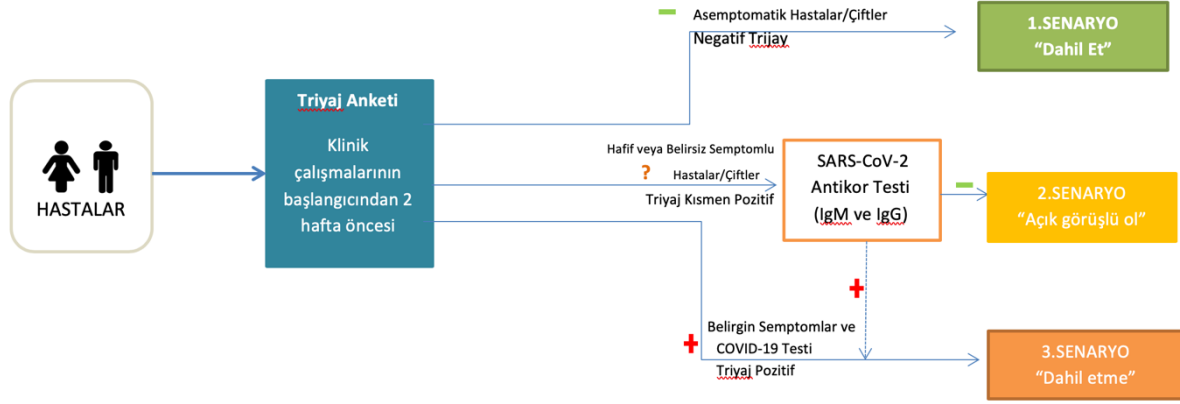 HASTALAR
Triyaj Anketi
Klinik
çalışmalarının
başlangıcından 2
hafta öncesi
Asemptomatik Hastalar/Çiftler
Negatif Trijay
1.SENARYO
“Dahil Et”
Hafif veya Belirsiz Semptomlu
?
Hastalar/Çiftler
Triyaj Kısmen Pozitif
SARS-CoV-2
Antikor Testi
(IgM ve IgG)
2.SENARYO
“Açık görüşlü ol”
Belirgin Semptomlar ve
COVID-19 Testi
Triyaj Pozitif
3.SENARYO
“Dahil etme”